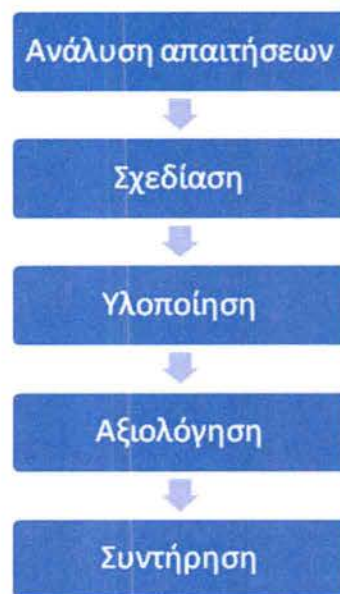 Ανάλυση απαιτήσεων
Σχεδίαση
Υλοποίηση
Αξιολόγηση
Συντήρηση